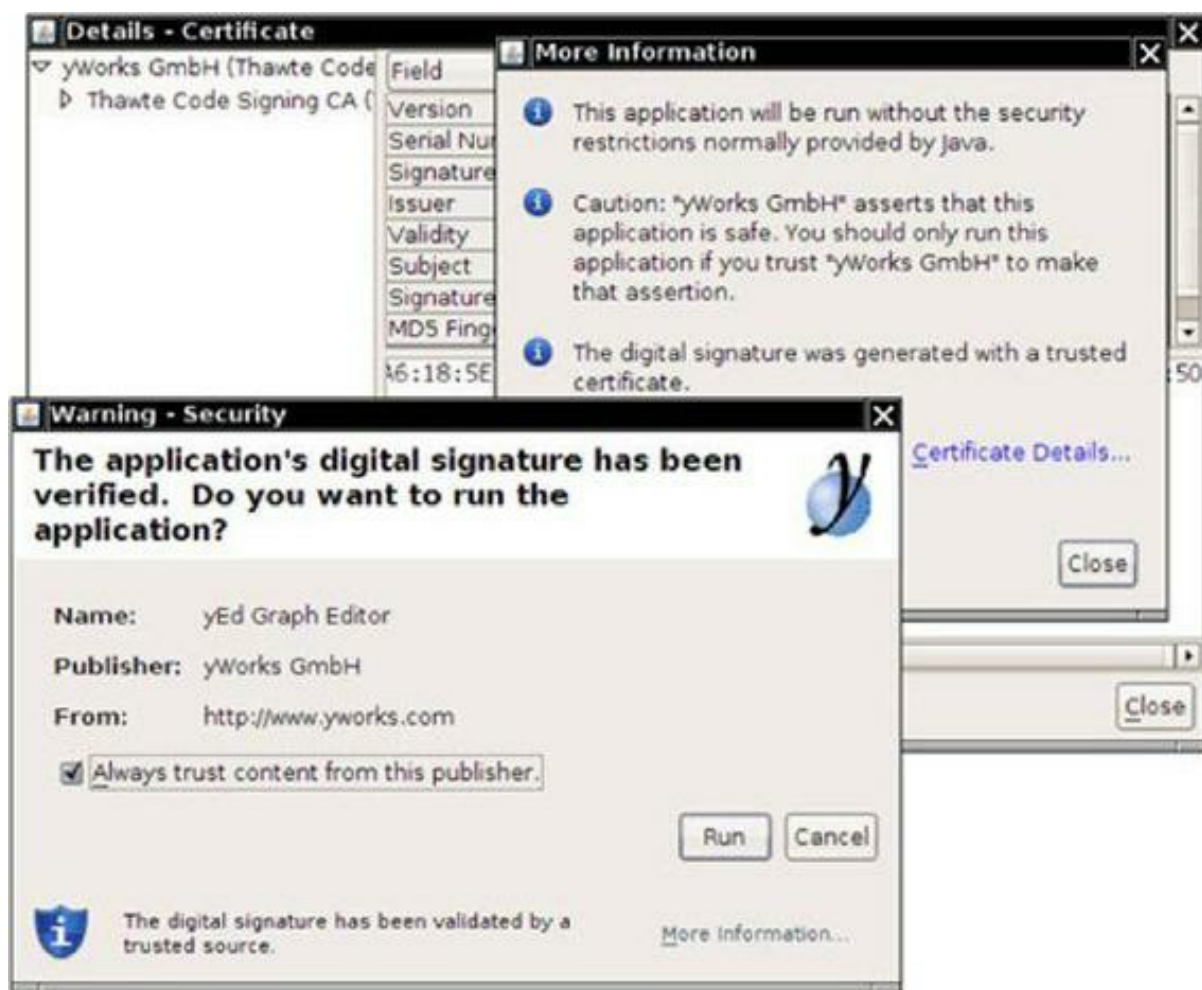 Details - Certificate
yWorks GmbH (Thawte Code
Thawte Code Signing CA (
Field
Version
Serial Nu
Signature
Issuer
Validity
Subject
Signature
MD5 Fing
A6:18:5E
:50
Close
More Information
This application will be run without the security
restrictions normally provided by Java.
Caution: "yWorks GmbH" asserts that this
application is safe. You should only run this
application if you trust "yWorks GmbH" to make
that assertion.
The digital signature was generated with a trusted
certificate.
Certificate Details...
Close
Warning - Security
The application's digital signature has been
verified. Do you want to run the
application?
y
Name: yEd Graph Editor
Publisher: yWorks GmbH
From: http://www.yworks.com
Always trust content from this publisher.
Run Cancel
The digital signature has been validated by a
trusted source.
More Information...